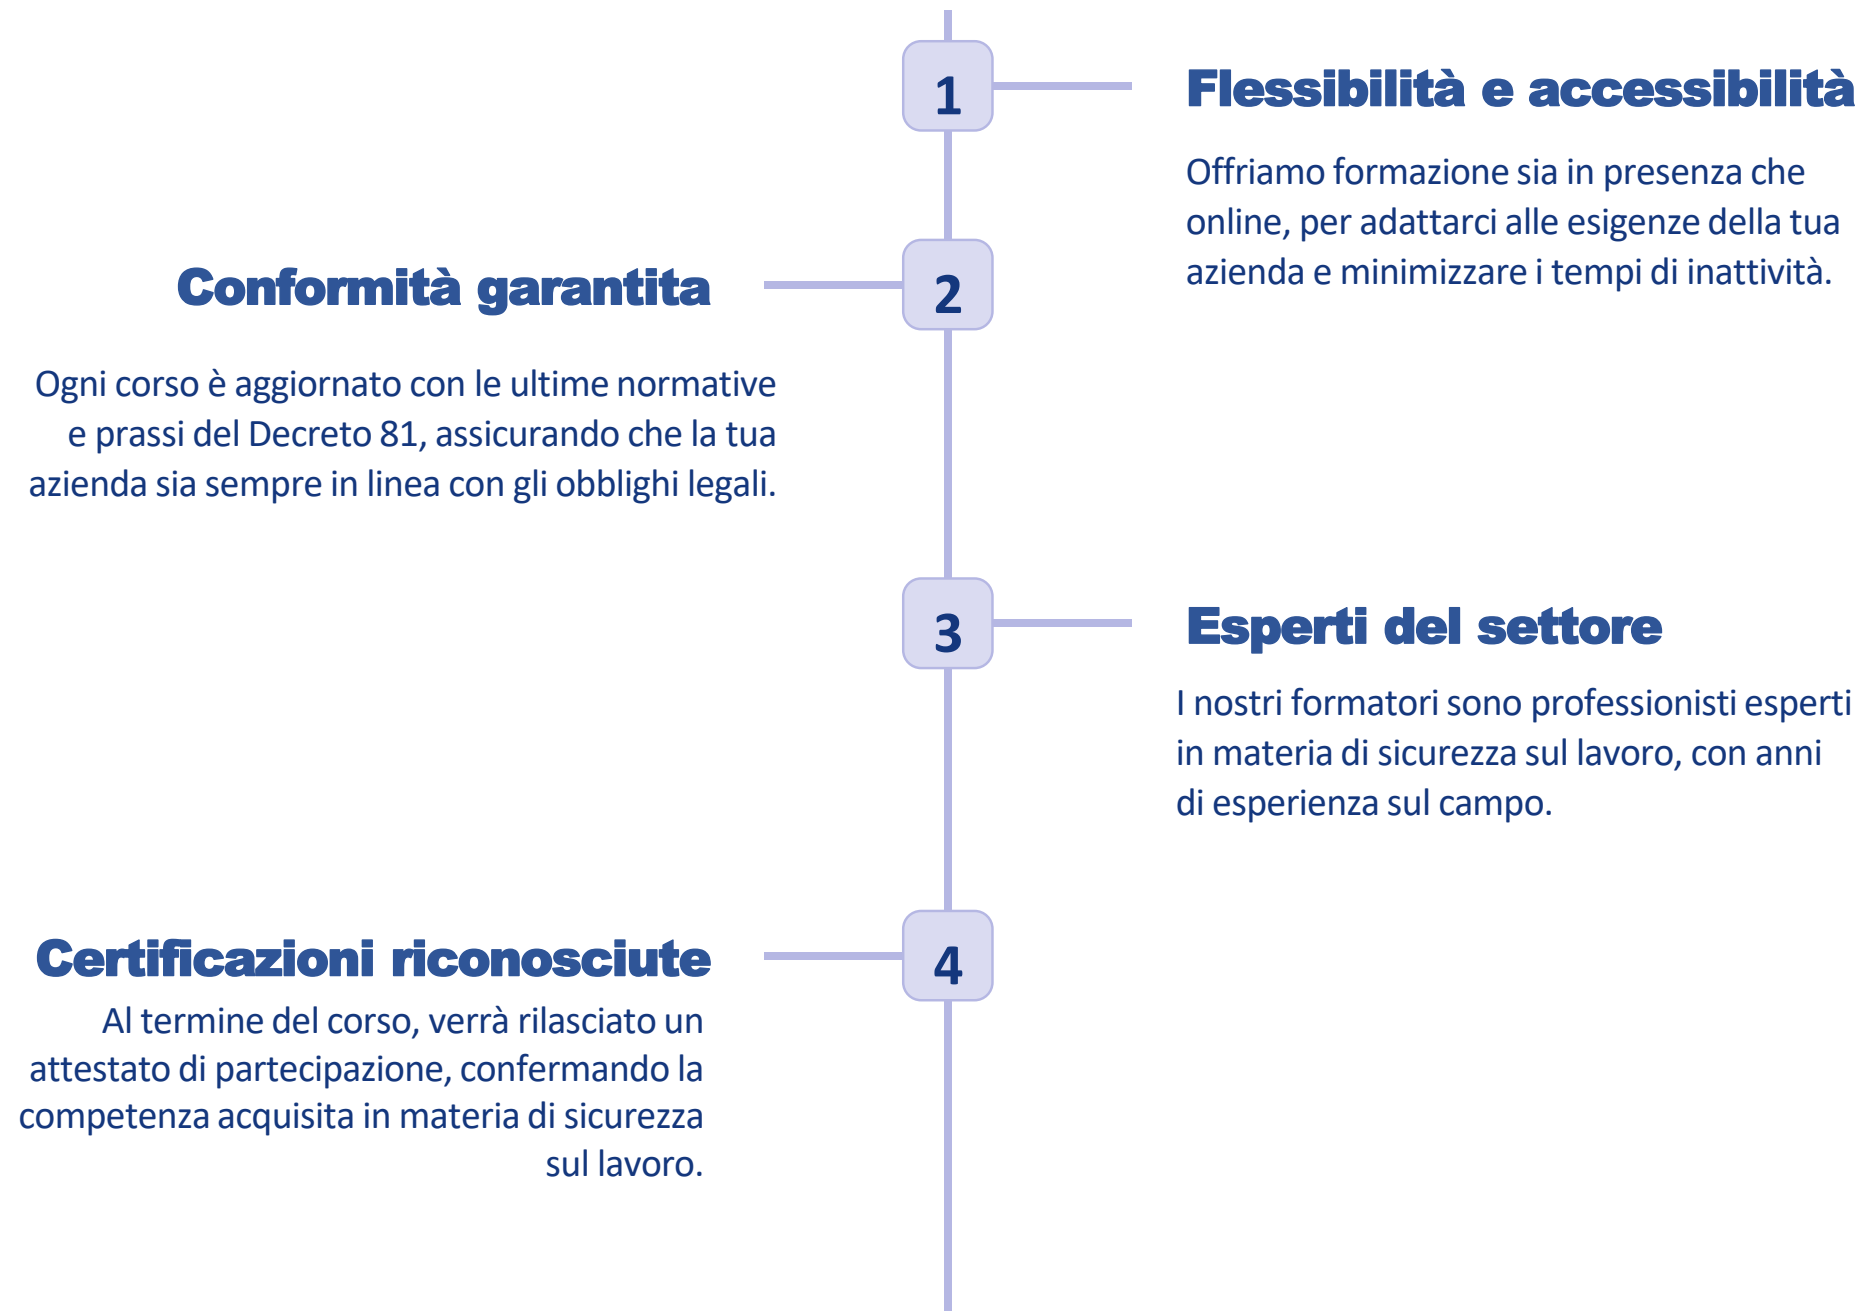 1
Flessibilità e accessibilità
Offriamo formazione sia in presenza che
online, per adattarci alle esigenze della tua
azienda e minimizzare i tempi di inattività.
2
Conformità garantita
Ogni corso è aggiornato con le ultime normative
e prassi del Decreto 81, assicurando che la tua
azienda sia sempre in linea con gli obblighi legali.
3
Esperti del settore
I nostri formatori sono professionisti esperti
in materia di sicurezza sul lavoro, con anni
di esperienza sul campo.
4
Certificazioni riconosciute
Al termine del corso, verrà rilasciato un
attestato di partecipazione, confermando la
competenza acquisita in materia di sicurezza
sul lavoro.